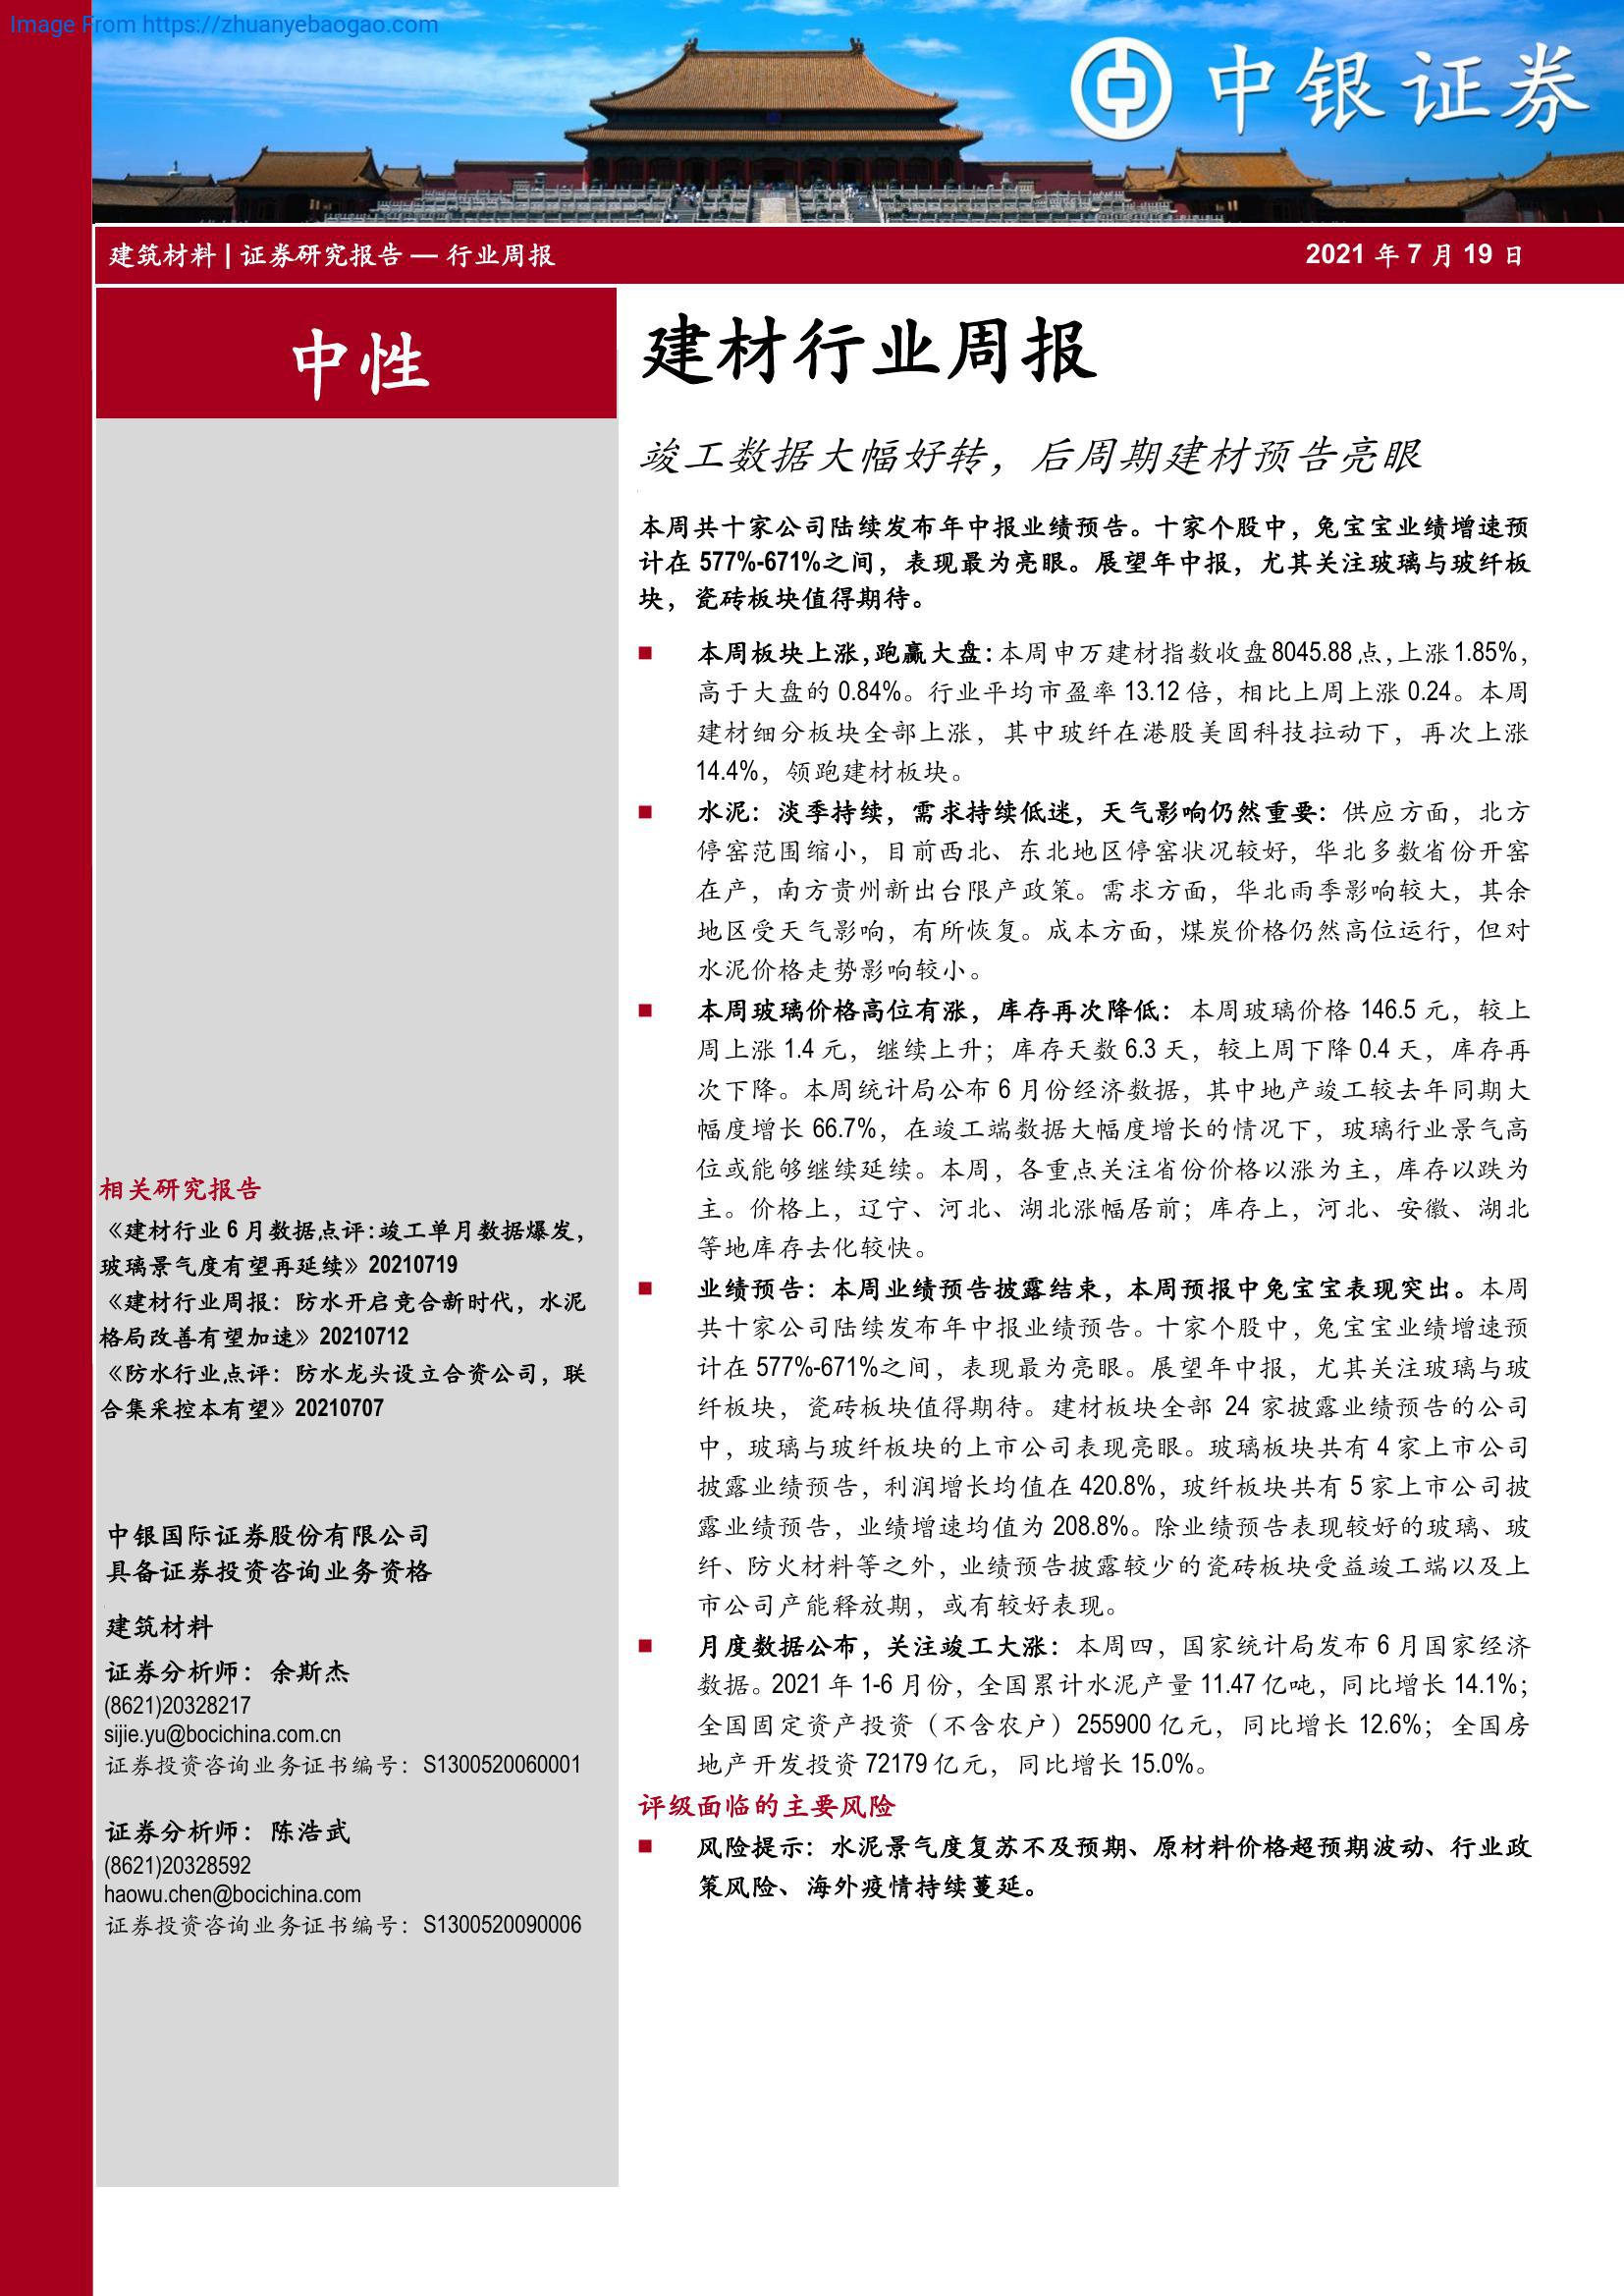 Image From https://zhuanyebaogao.com
中银证券
建筑材料 | 证券研究报告 — 行业周报
2021 年 7 月 19 日
中性
建材行业周报
竣工数据大幅好转，后周期建材预告亮眼
本周共十家公司陆续发布年中报业绩预告。十家个股中，兔宝宝业绩增速预
计在 577%-671%之间，表现最为亮眼。展望年中报，尤其关注玻璃与玻纤板
块，瓷砖板块值得期待。
■ 本周板块上涨，跑赢大盘：本周申万建材指数收盘 8045.88 点，上涨 1.85%，
高于大盘的 0.84%。行业平均市盈率 13.12 倍，相比上周上涨 0.24。本周
建材细分板块全部上涨，其中玻纤在港股美固科技拉动下，再次上涨
14.4%，领跑建材板块。
■ 水泥：淡季持续，需求持续低迷，天气影响仍然重要：供应方面，北方
停窑范围缩小，目前西北、东北地区停窑状况较好，华北多数省份开窑
在产，南方贵州新出台限产政策。需求方面，华北雨季影响较大，其余
地区受天气影响，有所恢复。成本方面，煤炭价格仍然高位运行，但对
水泥价格走势影响较小。
■ 本周玻璃价格高位有涨，库存再次降低：本周玻璃价格 146.5 元，较上
周上涨 1.4 元，继续上升；库存天数 6.3 天，较上周下降 0.4 天，库存再
次下降。本周统计局公布 6 月份经济数据，其中地产竣工较去年同期大
幅度增长 66.7%，在竣工端数据大幅度增长的情况下，玻璃行业景气高
位或能够继续延续。本周，各重点关注省份价格以涨为主，库存以跌为
主。价格上，辽宁、河北、湖北涨幅居前；库存上，河北、安徽、湖北
等地库存去化较快。
■ 业绩预告：本周业绩预告披露结束，本周预报中兔宝宝表现突出。本周
共十家公司陆续发布年中报业绩预告。十家个股中，兔宝宝业绩增速预
计在 577%-671%之间，表现最为亮眼。展望年中报，尤其关注玻璃与玻
纤板块，瓷砖板块值得期待。建材板块全部 24 家披露业绩预告的公司
中，玻璃与玻纤板块的上市公司表现亮眼。玻璃板块共有 4 家上市公司
披露业绩预告，利润增长均值在 420.8%，玻纤板块共有 5 家上市公司披
露业绩预告，业绩增速均值为 208.8%。除业绩预告表现较好的玻璃、玻
纤、防火材料等之外，业绩预告披露较少的瓷砖板块受益竣工端以及上
市公司产能释放期，或有较好表现。
■ 月度数据公布，关注竣工大涨：本周四，国家统计局发布 6 月国家经济
数据。2021 年 1-6 月份，全国累计水泥产量 11.47 亿吨，同比增长 14.1%；
全国固定资产投资（不含农户）255900 亿元，同比增长 12.6%；全国房
地产开发投资 72179 亿元，同比增长 15.0%。
评级面临的主要风险
■ 风险提示：水泥景气度复苏不及预期、原材料价格超预期波动、行业政
策风险、海外疫情持续蔓延。
相关研究报告
《建材行业 6 月数据点评：竣工单月数据爆发，
玻璃景气度有望再延续》20210719
《建材行业周报：防水开启竞合新时代，水泥
格局改善有望加速》20210712
《防水行业点评：防水龙头设立合资公司，联
合集采控本有望》20210707
中银国际证券股份有限公司
具备证券投资咨询业务资格
建筑材料
证券分析师：余斯杰
(8621)20328217
sijie.yu@bocichina.com.cn
证券投资咨询业务证书编号：S1300520060001
证券分析师：陈浩武
(8621)20328592
haowu.chen@bocichina.com
证券投资咨询业务证书编号：S1300520090006